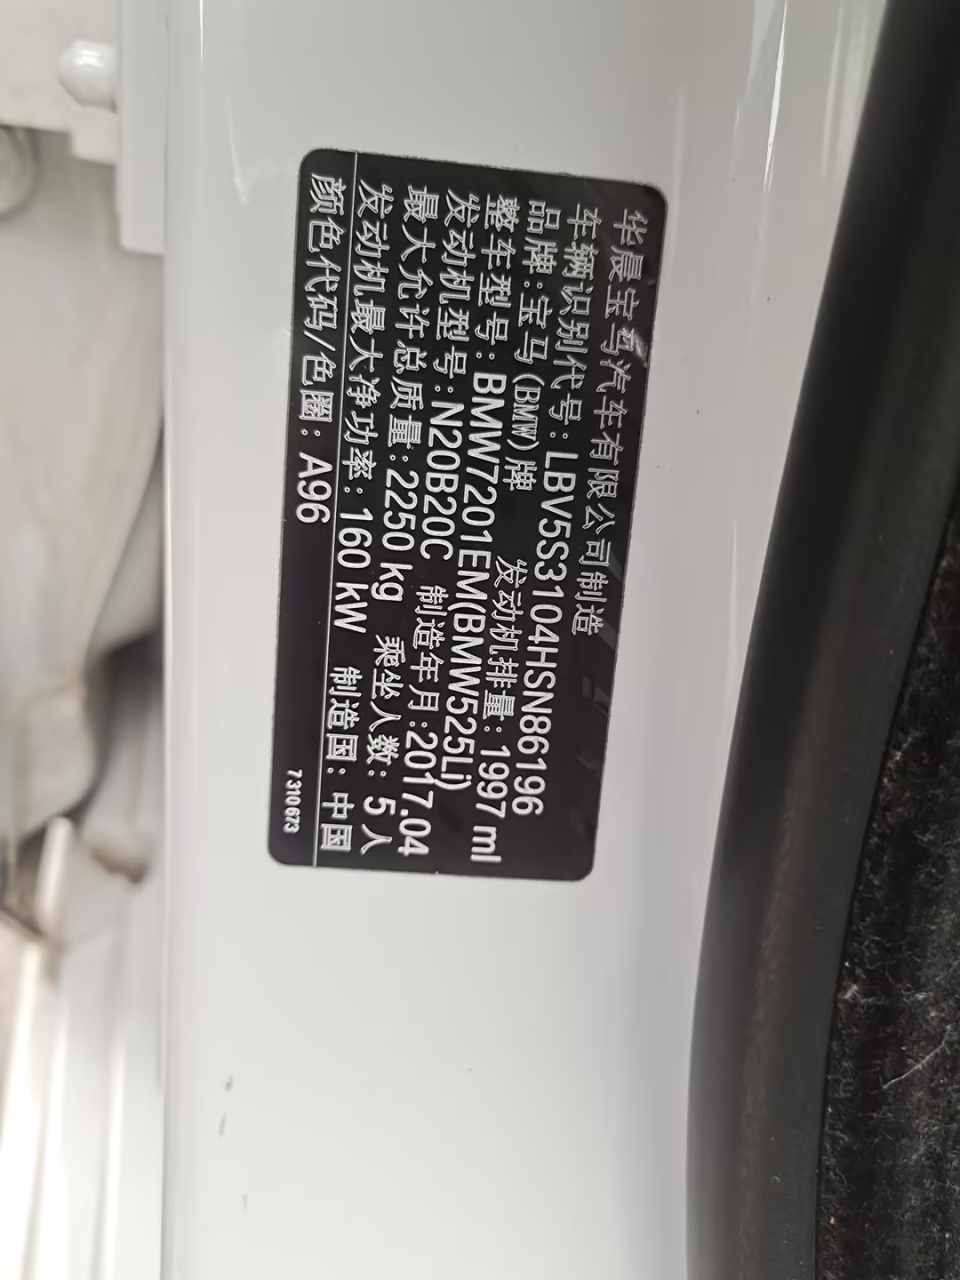 华晨宝马汽车有限公司制造
车辆识别代号:LBV5S3104HSN86196
品牌:宝马(BMW)牌 发动机排量:1997 ml
整车型号:BMW7201EM(BMW525Li)
发动机型号:N20B20C 制造年月:2017.04
最大允许总质量:2250 kg 乘坐人数: 5人
发动机最大净功率: 160 kW 制造国: 中国
颜色代码/色圈: A96
7 310 673